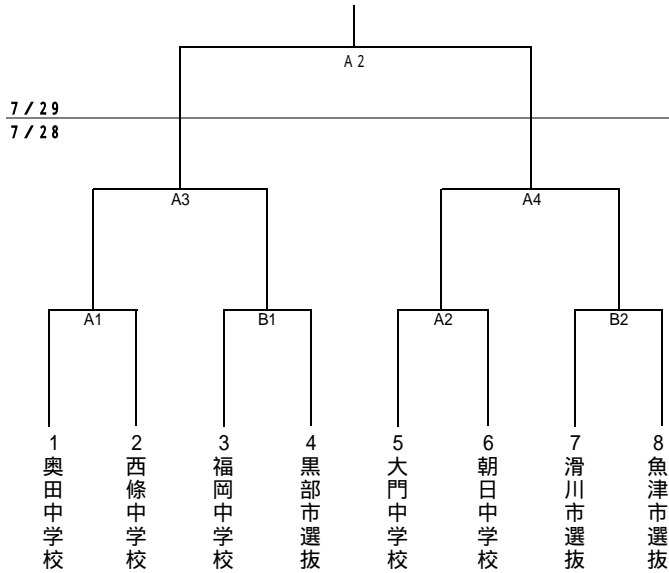 A 2
7 / 29
7 / 28
A3
A4
A1
B1
A2
B2
1
2
3
4
5
6
7
8
奥田中学校
西條中学校
福岡中学校
黒部市選抜
大門中学校
朝日中学校
滑川市選抜
魚津市選抜